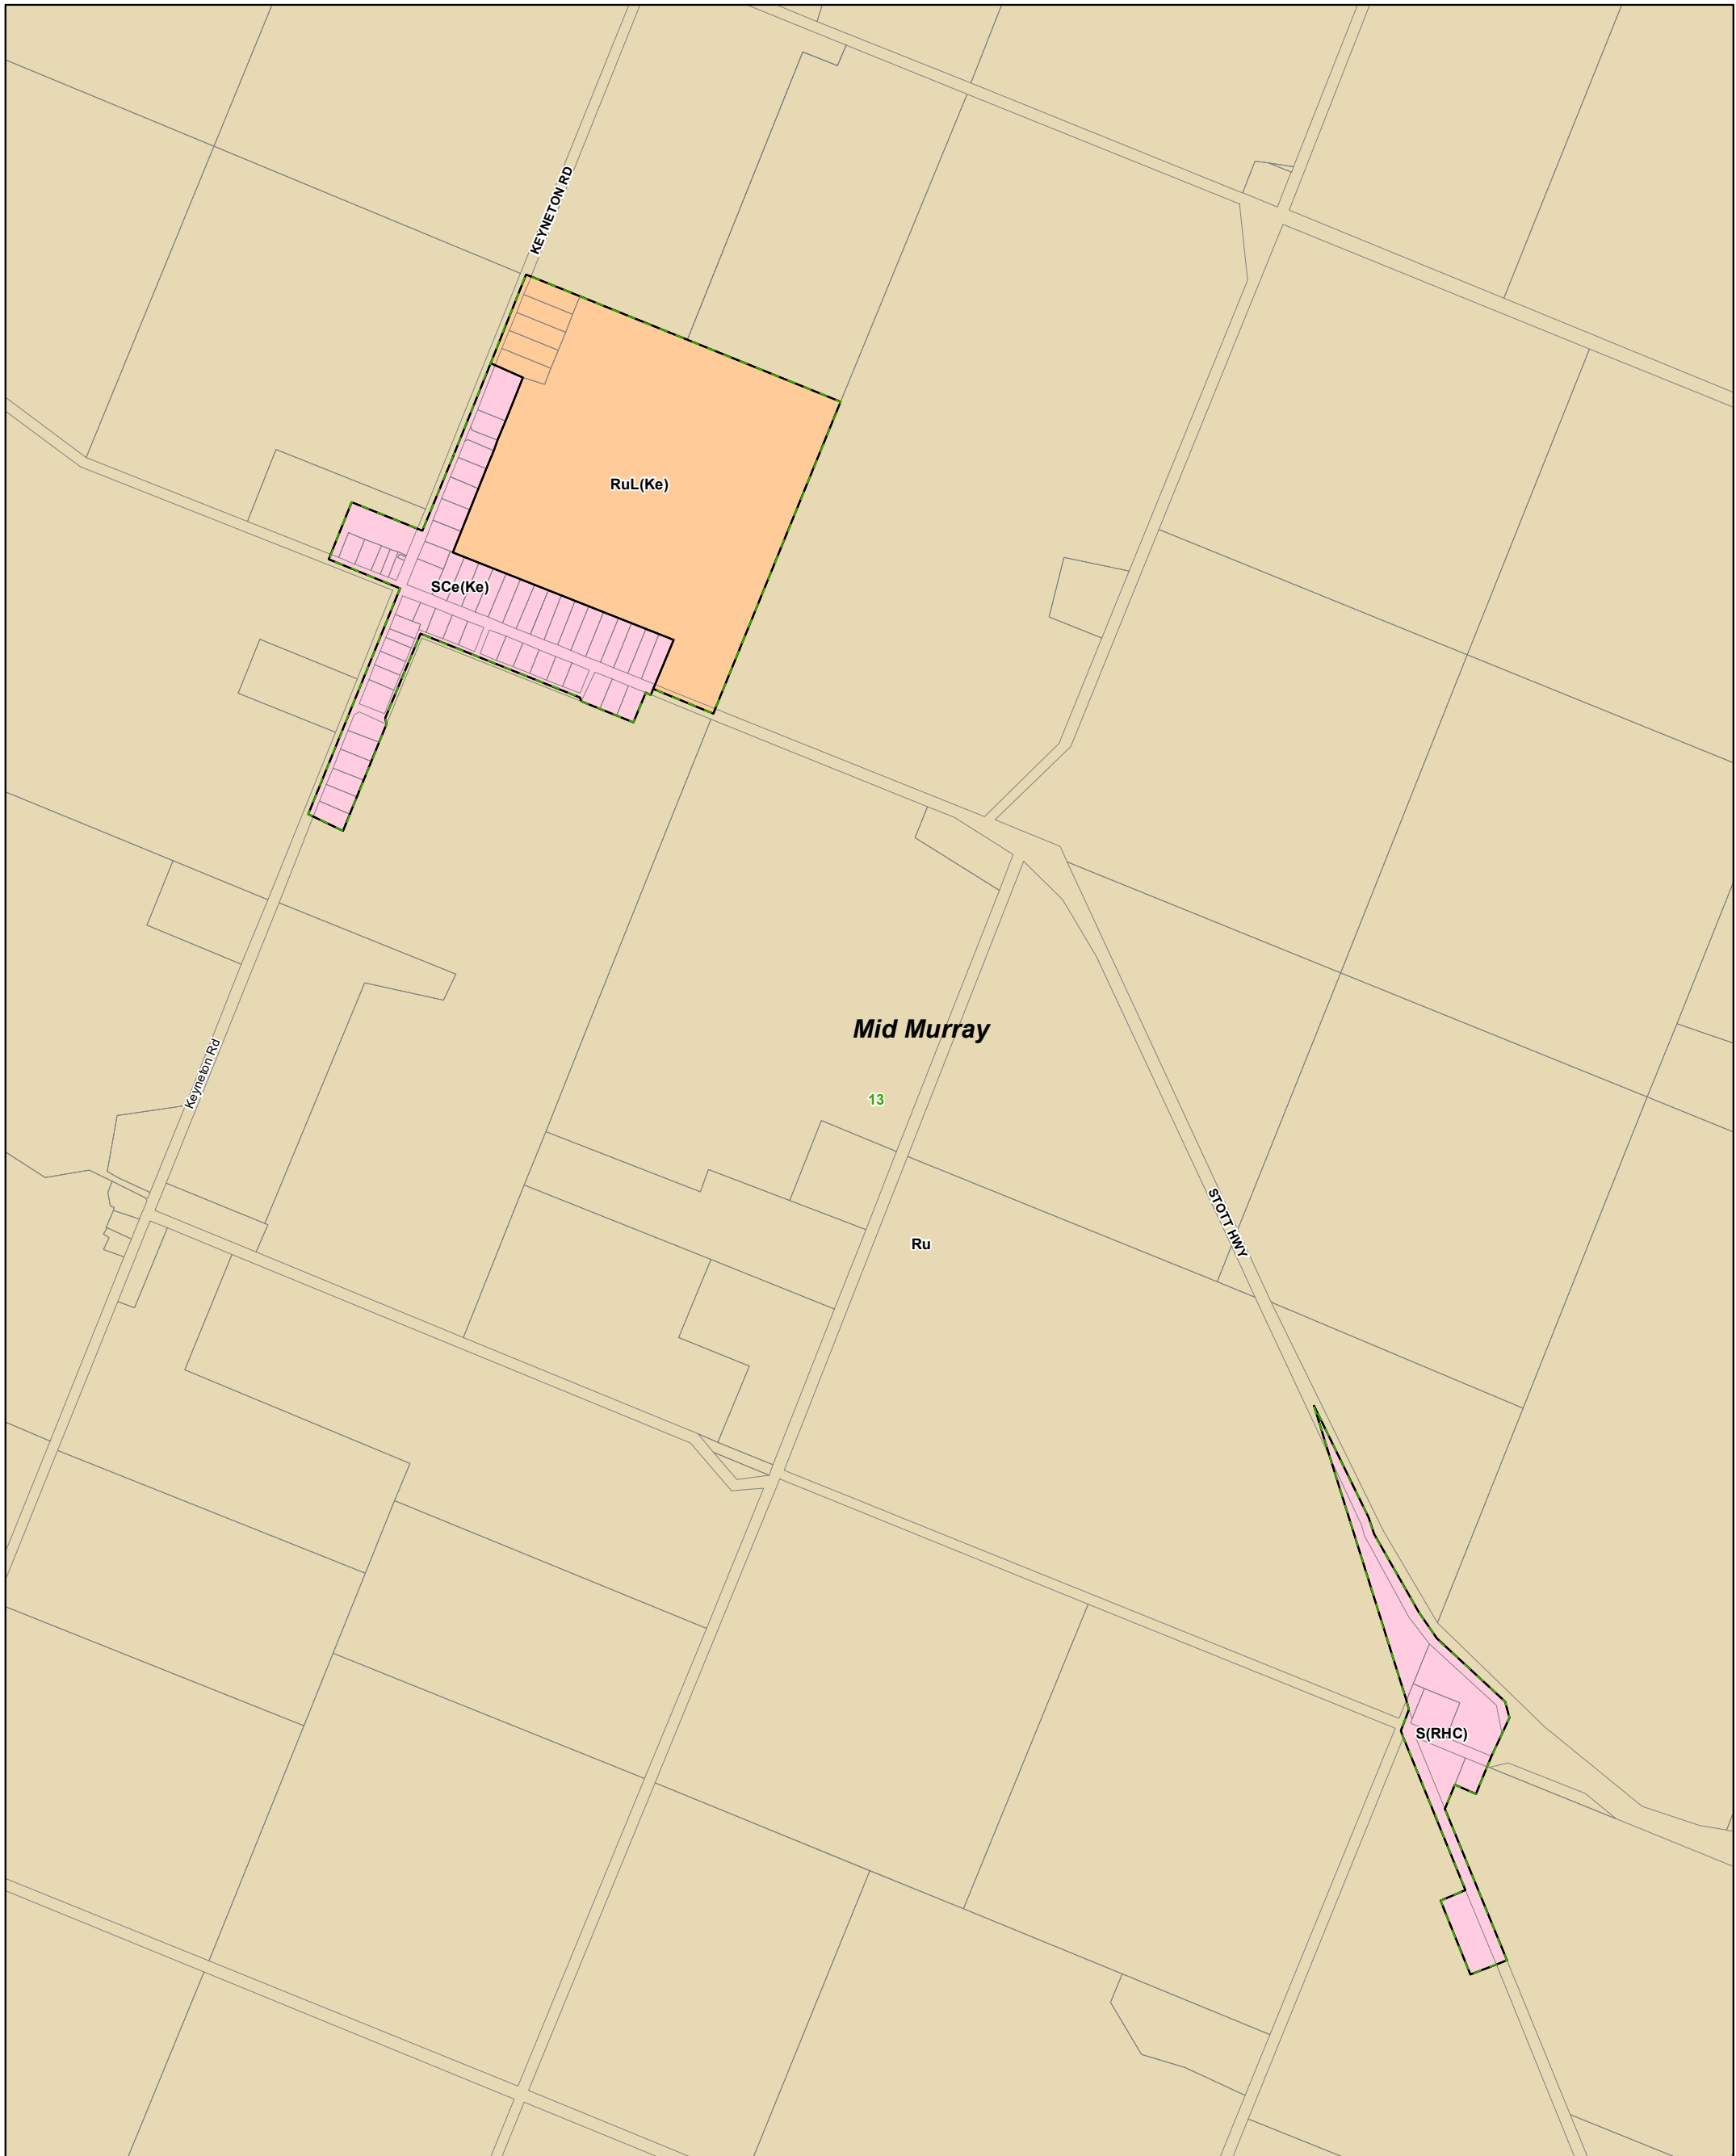 KEYNETON RD
RuL(Ke)
SCe(Ke)
Mid Murray
Keyneton Rd
13
STOTT HWY
Ru
S(RHC)